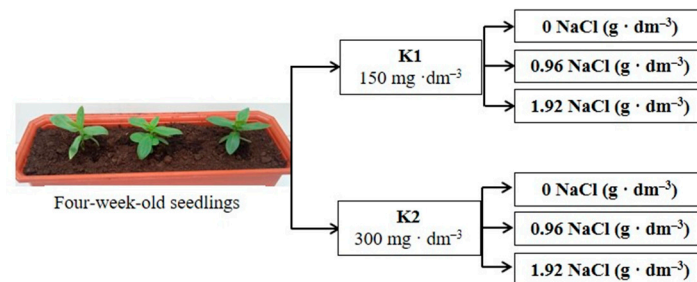 0 NaCl (g · dm⁻³)
K1
150 mg ·dm⁻³
0.96 NaCl (g · dm⁻³)
1.92 NaCl (g · dm⁻³)
Four-week-old seedlings
K2
300 mg · dm⁻³
0 NaCl (g · dm⁻³)
0.96 NaCl (g · dm⁻³)
1.92 NaCl (g · dm⁻³)